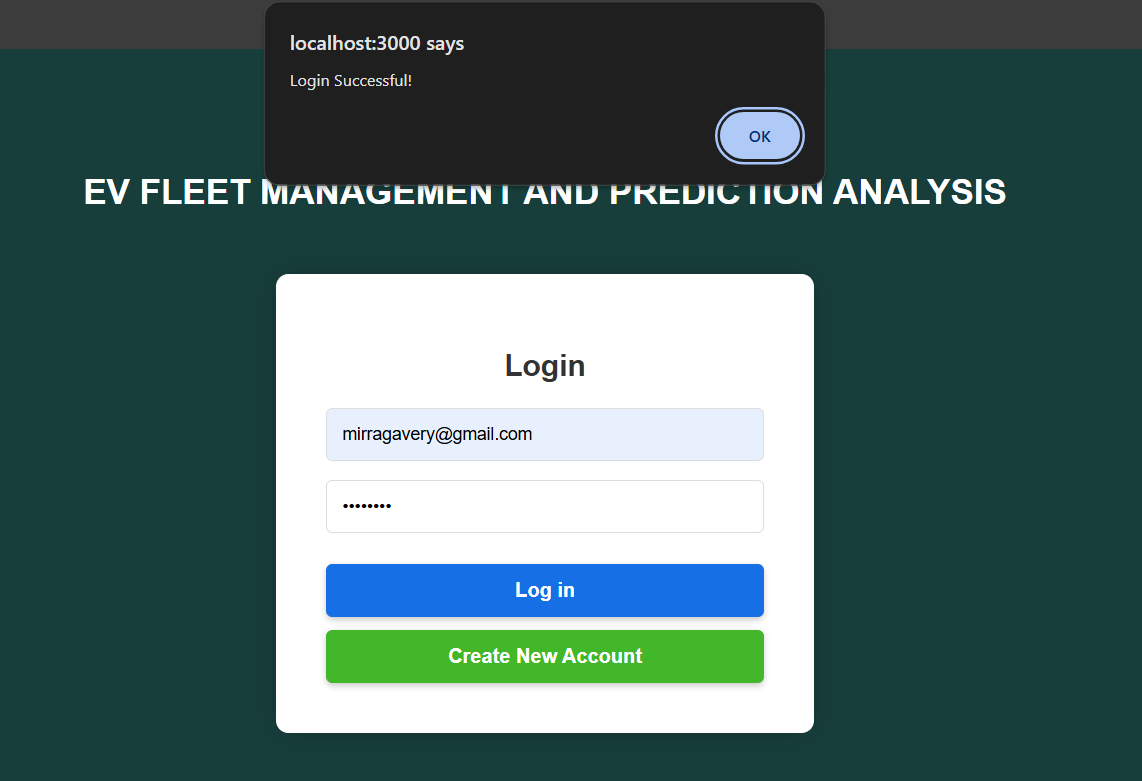 localhost:3000 says
Login Successful!
OK
EV FLEET MANAGEMENT AND PREDICTION ANALYSIS
Login
mirragavery@gmail.com
••••••••
Log in
Create New Account